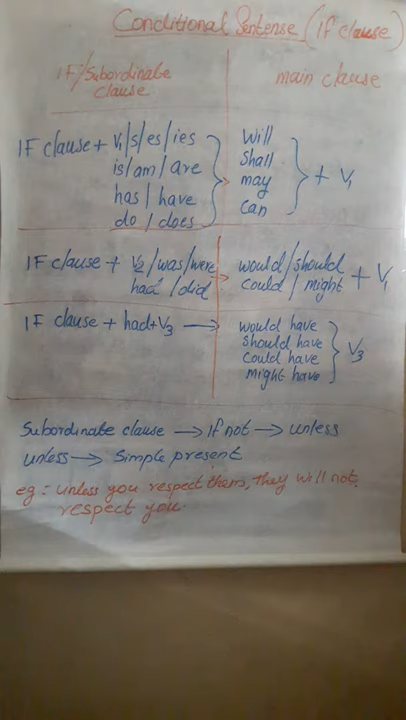 Conditional Sentence (If clause)
If/Subordinate clause
main clause
IF clause + V1/s/es/ies
is/am/are
has/have
do/does
Will
Shall
may
can
+ V1
IF clause + V2/was/were
had/did
would/should
could/might
+ V1
IF clause + had+V3 →
would have
should have
could have
might have
V3
Subordinate clause → If not → unless
unless → Simple present
eg:- unless you respect them, they will not
respect you.